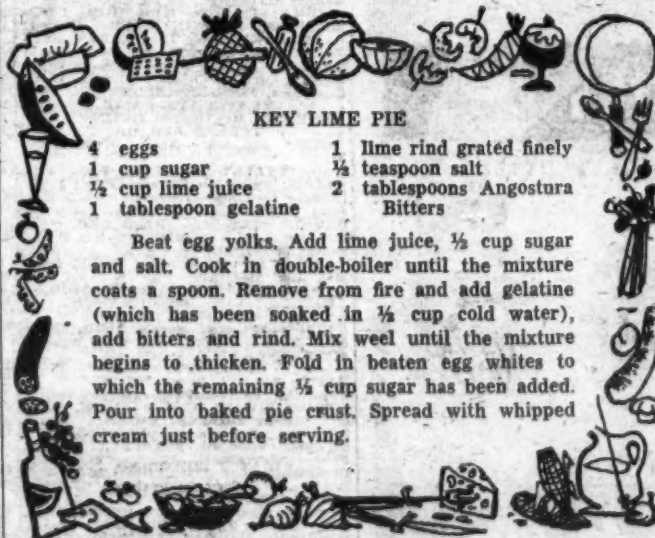 KEY LIME PIE
4 eggs
1 cup sugar
½ cup lime juice
1 tablespoon gelatine
1 lime rind grated finely
½ teaspoon salt
2 tablespoons Angostura
Bitters
Beat egg yolks. Add lime juice, ½ cup sugar
and salt. Cook in double-boiler until the mixture
coats a spoon. Remove from fire and add gelatine
(which has been soaked in ½ cup cold water),
add bitters and rind. Mix weel until the mixture
begins to thicken. Fold in beaten egg whites to
which the remaining ½ cup sugar has been added.
Pour into baked pie crust. Spread with whipped
cream just before serving.